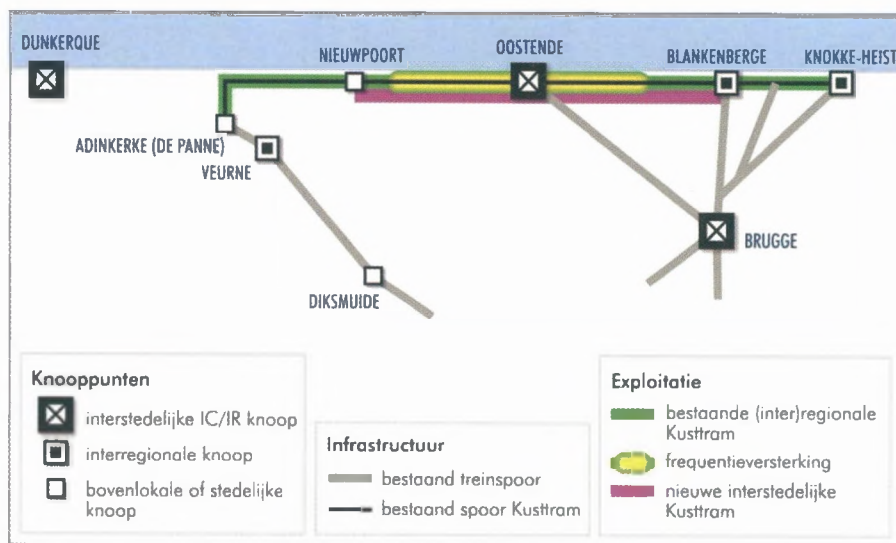 DUNKERQUE
NIEUWPOORT
OOSTENDE
BLANKENBERGE
KNOKKE-HEIST
ADINKERKE (DE PANNE)
VEURNE
BRUGGE
DIKSMUIDE
Knooppunten
interstedelijke IC/IR knoop
interregionale knoop
bovenlokale of stedelijke
knoop
Infrastructuur
bestaand treinspoor
bestaand spoor Kusttram
Exploitatie
bestaande (inter)regionale
Kusttram
frequentieversterking
nieuwe interstedelijke
Kusttram